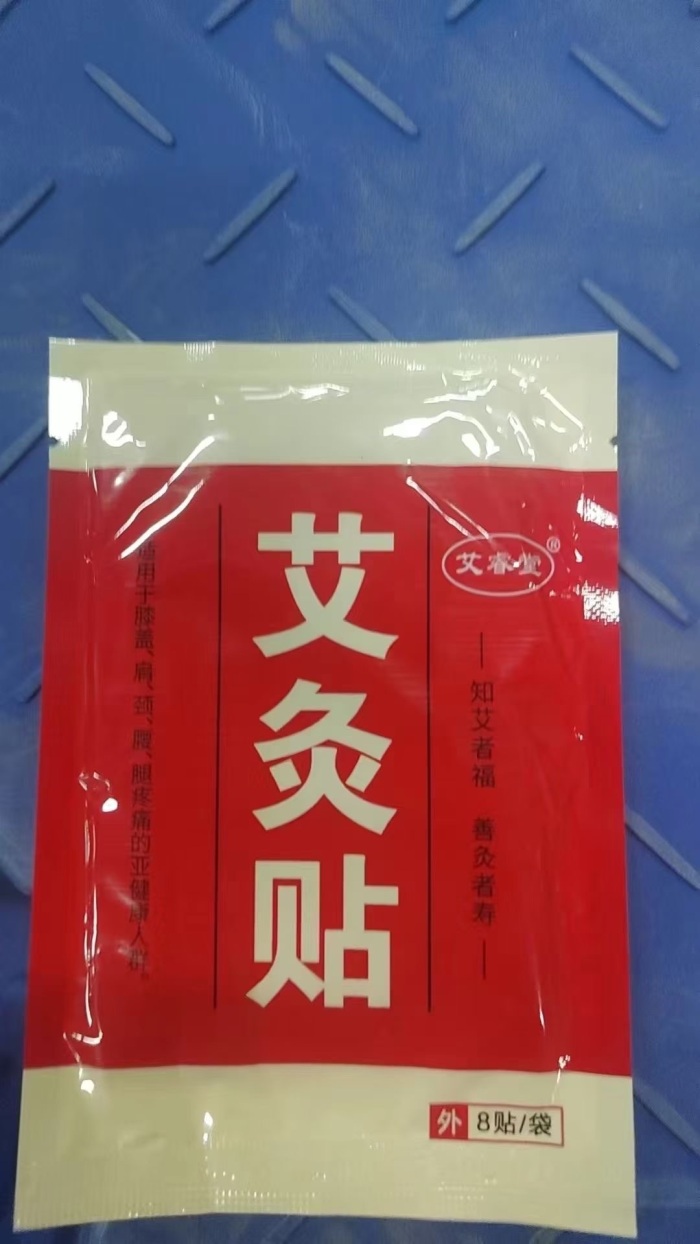 艾睿堂®
知艾者福 善灸者寿
艾灸贴
适用于膝盖、肩、颈、腰、腿疼痛的亚健康人群
外 8贴/袋